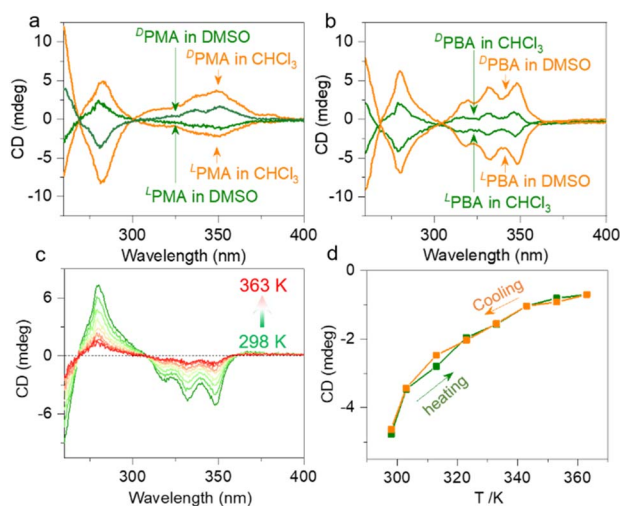 a
10
5
0
-5
-10
CD (mdeg)
ᴰPMA in DMSO
ᴰPMA in CHCl₃
ᴸPMA in CHCl₃
ᴸPMA in DMSO
300
350
400
Wavelength (nm)
b
10
5
0
-5
-10
CD (mdeg)
ᴰPBA in CHCl₃
ᴰPBA in DMSO
ᴸPBA in DMSO
ᴸPBA in CHCl₃
300
350
400
Wavelength (nm)
c
6
0
-6
CD (mdeg)
363 K
298 K
300
350
400
Wavelength (nm)
d
0
-2
-4
CD (mdeg)
Cooling
heating
300
320
340
360
T /K